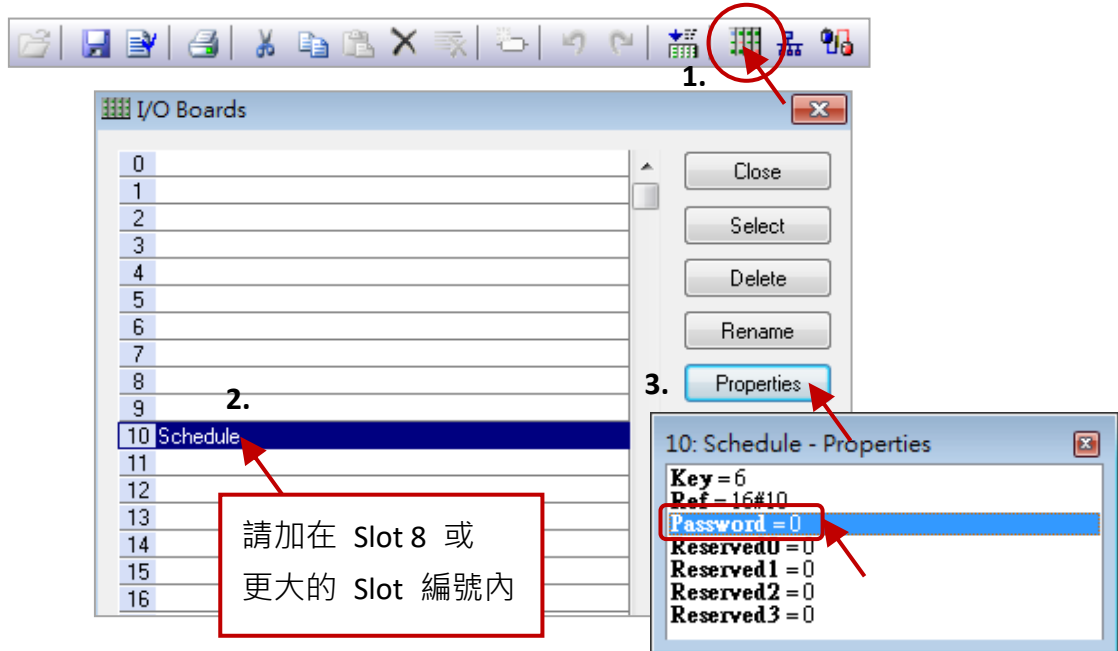 1.
I/O Boards
0
1
2
3
4
5
6
7
8
9
10 Schedule
11
12
13
14
15
16
Close
Select
Delete
Rename
Properties
2.
請加在 Slot 8 或
更大的 Slot 編號內
3.
10: Schedule - Properties
Key = 6
Ref = 16#10
Password = 0
Reserved0 = 0
Reserved1 = 0
Reserved2 = 0
Reserved3 = 0